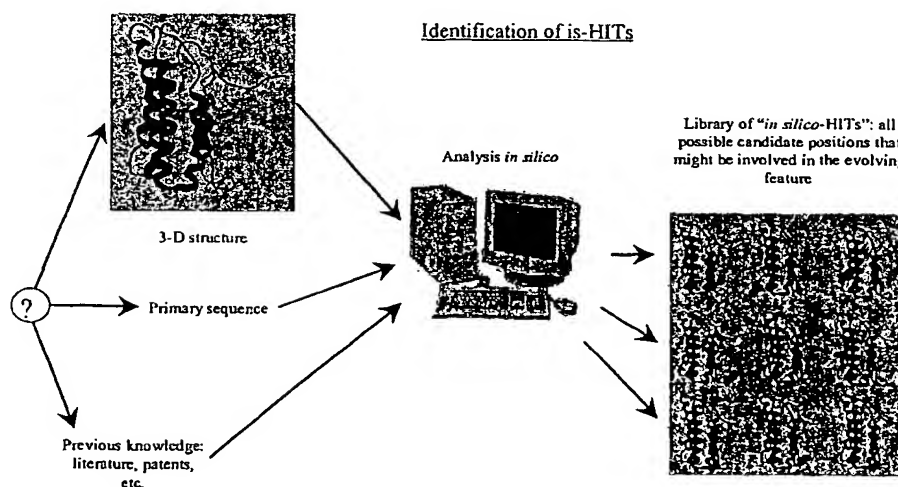 Identification of is-HITs
3-D structure
Analysis in silico
Library of "in silico-HITs": all
possible candidate positions that
might be involved in the evolving
feature
?
Primary sequence
Previous knowledge:
literature, patents,
etc.